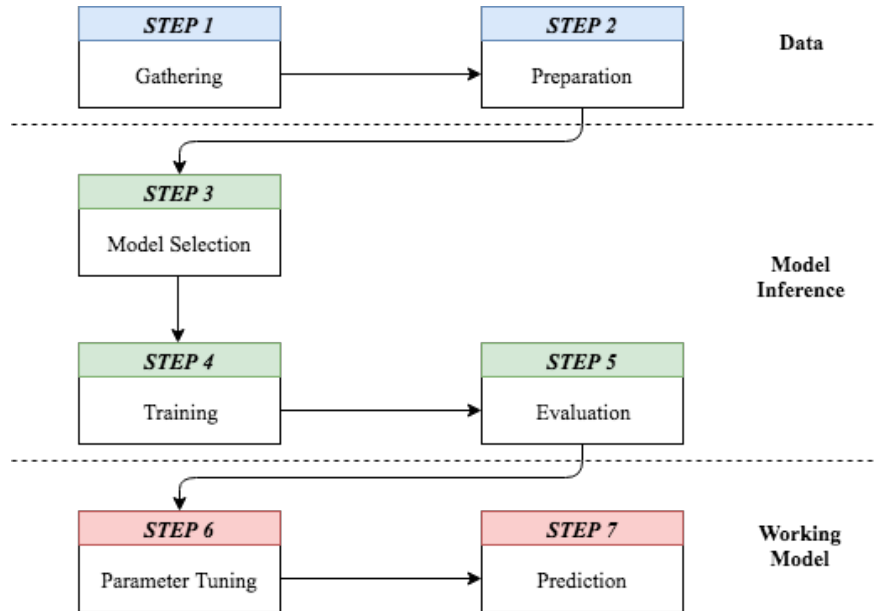 STEP 1
Gathering
STEP 2
Preparation
Data
STEP 3
Model Selection
Model
Inference
STEP 4
Training
STEP 5
Evaluation
STEP 6
Parameter Tuning
STEP 7
Prediction
Working
Model